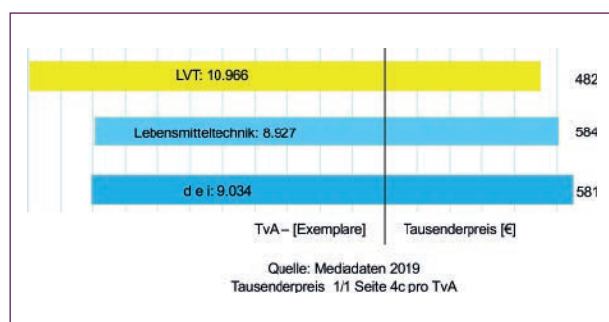 LVT: 10.966 482
Lebensmitteltechnik: 8.927 584
d e i: 9.034 581
TvA – [Exemplare] Tausenderpreis [€]
Quelle: Mediadaten 2019
Tausenderpreis 1/1 Seite 4c pro TvA